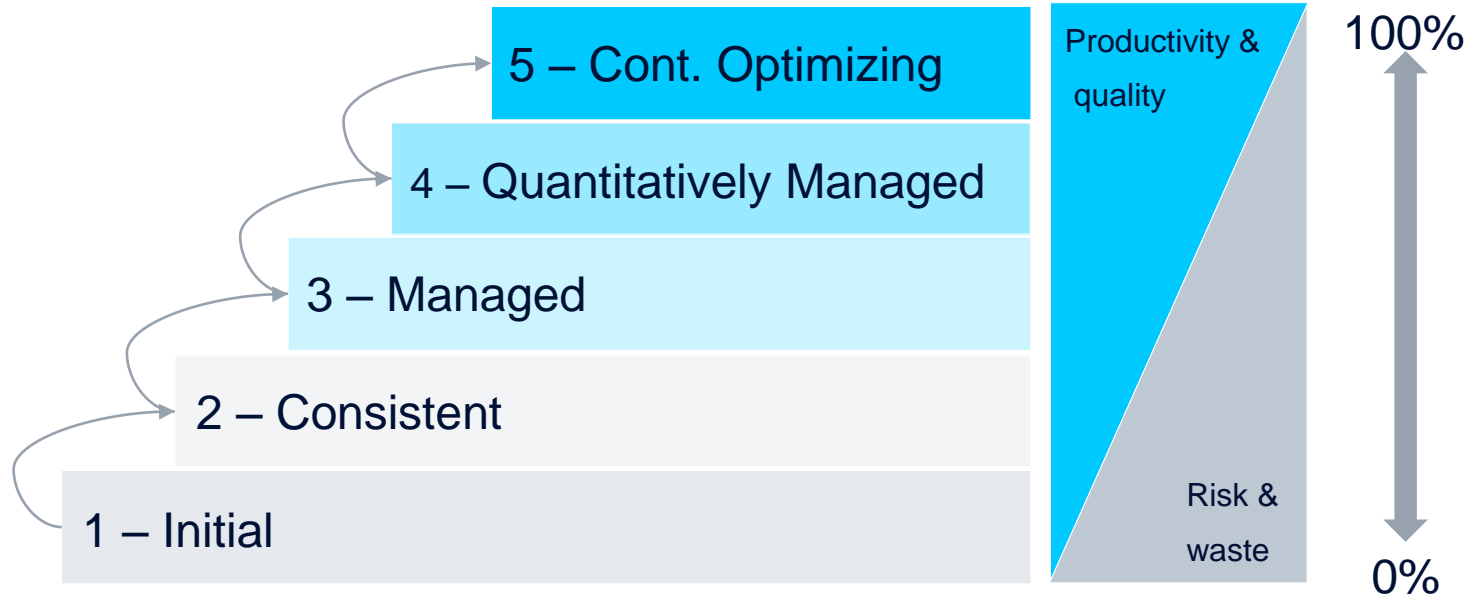 5 – Cont. Optimizing
4 – Quantitatively Managed
3 – Managed
2 – Consistent
1 – Initial
Productivity &
quality
Risk &
waste
100%
0%